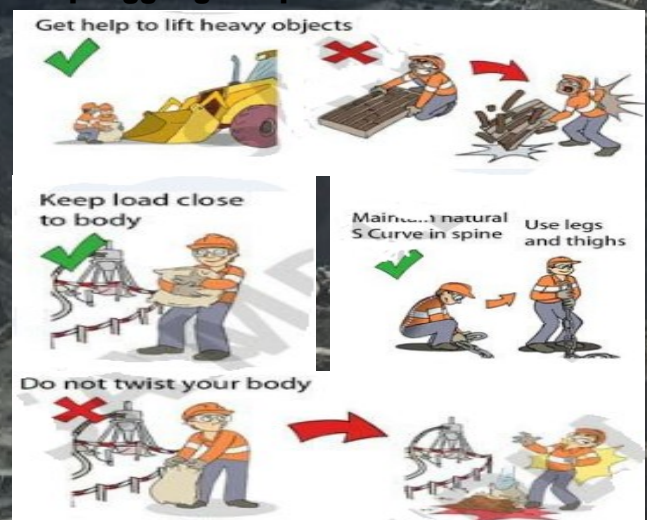 Get help to lift heavy objects
Keep load close
to body
natural
S Curve in spine
Use legs
and thighs
Do not twist your body